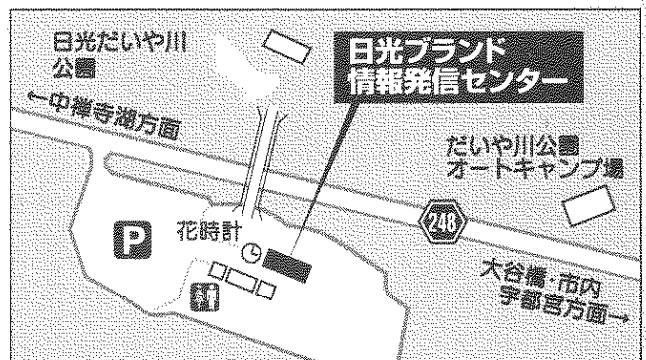 日光だいや川
公園
←中禅寺湖方面
日光ブランド
情報発信センター
だいや川公園
オートキャンプ場
248
P
花時計
大谷橋・市内
宇都宮方面→